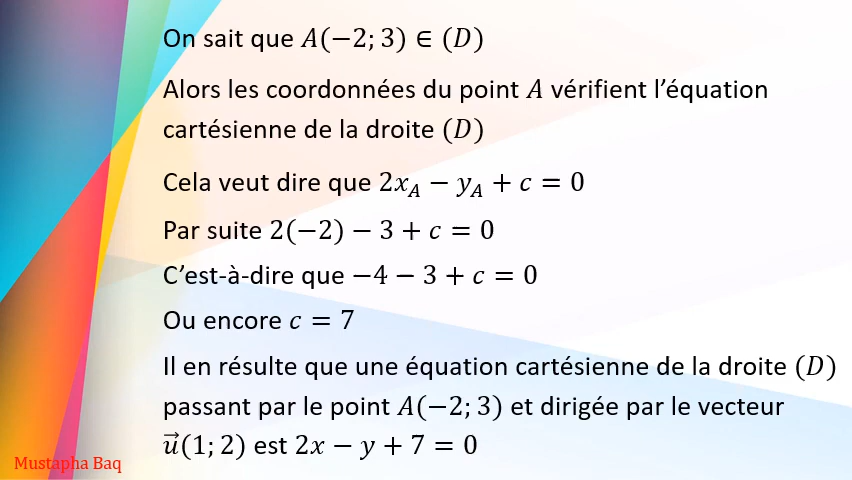 On sait que A(−2; 3) ∈ (D)
Alors les coordonnées du point A vérifient l’équation
cartésienne de la droite (D)
Cela veut dire que 2x_A − y_A + c = 0
Par suite 2(−2) − 3 + c = 0
C’est-à-dire que −4 − 3 + c = 0
Ou encore c = 7
Il en résulte que une équation cartésienne de la droite (D)
passant par le point A(−2; 3) et dirigée par le vecteur
u⃗(1; 2) est 2x − y + 7 = 0
Mustapha Baq